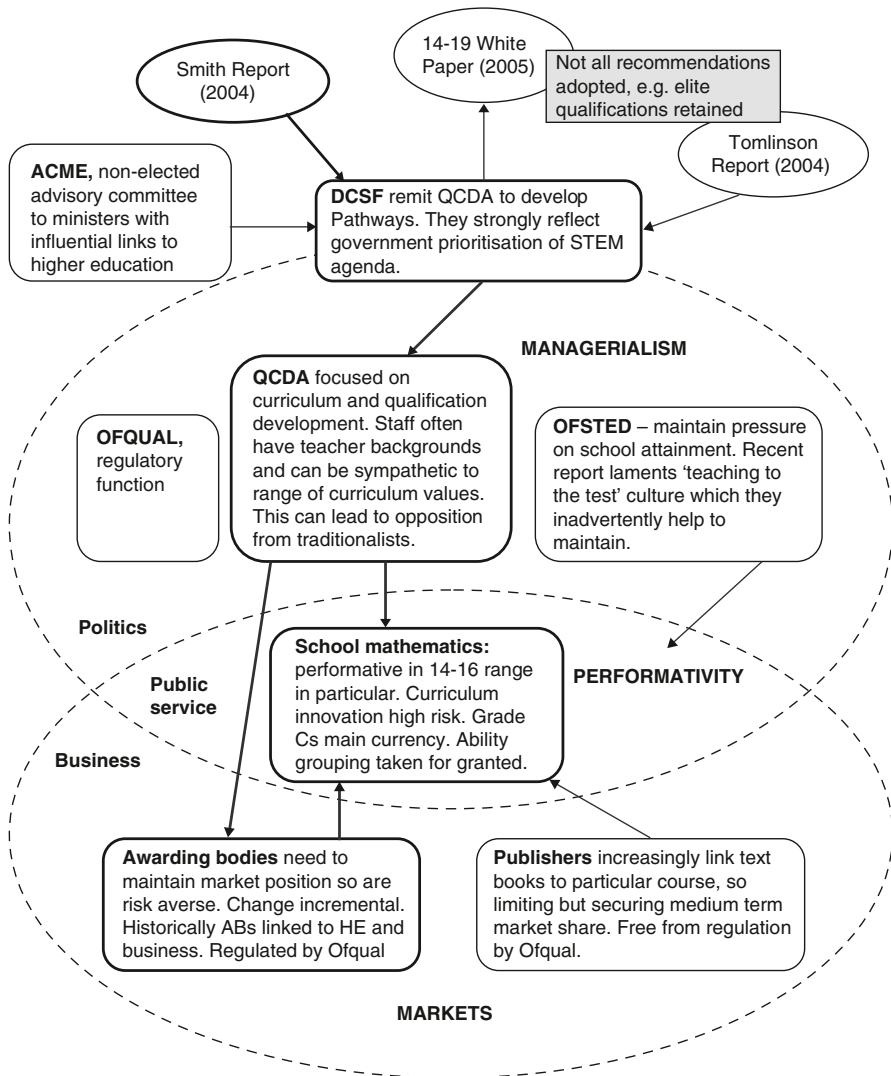 Smith Report
(2004)
14-19 White
Paper (2005)
Not all recommendations
adopted, e.g. elite
qualifications retained
Tomlinson
Report (2004)
ACME, non-elected
advisory committee
to ministers with
influential links to
higher education
DCSF remit QCDA to develop
Pathways. They strongly reflect
government prioritisation of STEM
agenda.
MANAGERIALISM
QCDA focused on
curriculum and qualification
development. Staff often
have teacher backgrounds
and can be sympathetic to
range of curriculum values.
This can lead to opposition
from traditionalists.
OFQUAL,
regulatory
function
OFSTED – maintain pressure
on school attainment. Recent
report laments ‘teaching to
the test’ culture which they
inadvertently help to
maintain.
Politics
Public
service
Business
School mathematics:
performative in 14-16 range
in particular. Curriculum
innovation high risk. Grade
Cs main currency. Ability
grouping taken for granted.
PERFORMATIVITY
Awarding bodies need to
maintain market position so are
risk averse. Change incremental.
Historically ABs linked to HE and
business. Regulated by Ofqual
Publishers increasingly link text
books to particular course, so
limiting but securing medium term
market share. Free from regulation
by Ofqual.
MARKETS